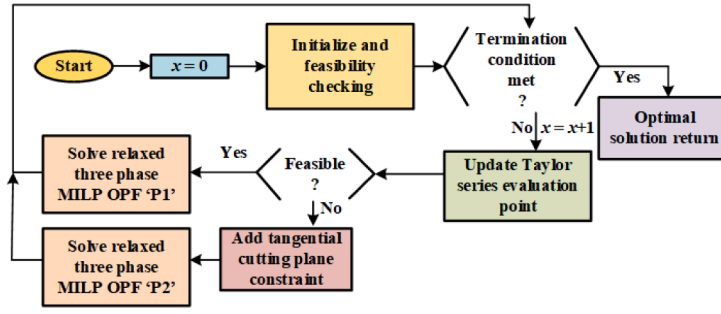 Start
x = 0
Initialize and
feasibility
checking
Termination
condition
met
?
Yes
Optimal
solution return
No
x = x+1
Update Taylor
series evaluation
point
Feasible
?
Yes
Solve relaxed
three phase
MILP OPF ‘P1’
No
Add tangential
cutting plane
constraint
Solve relaxed
three phase
MILP OPF ‘P2’